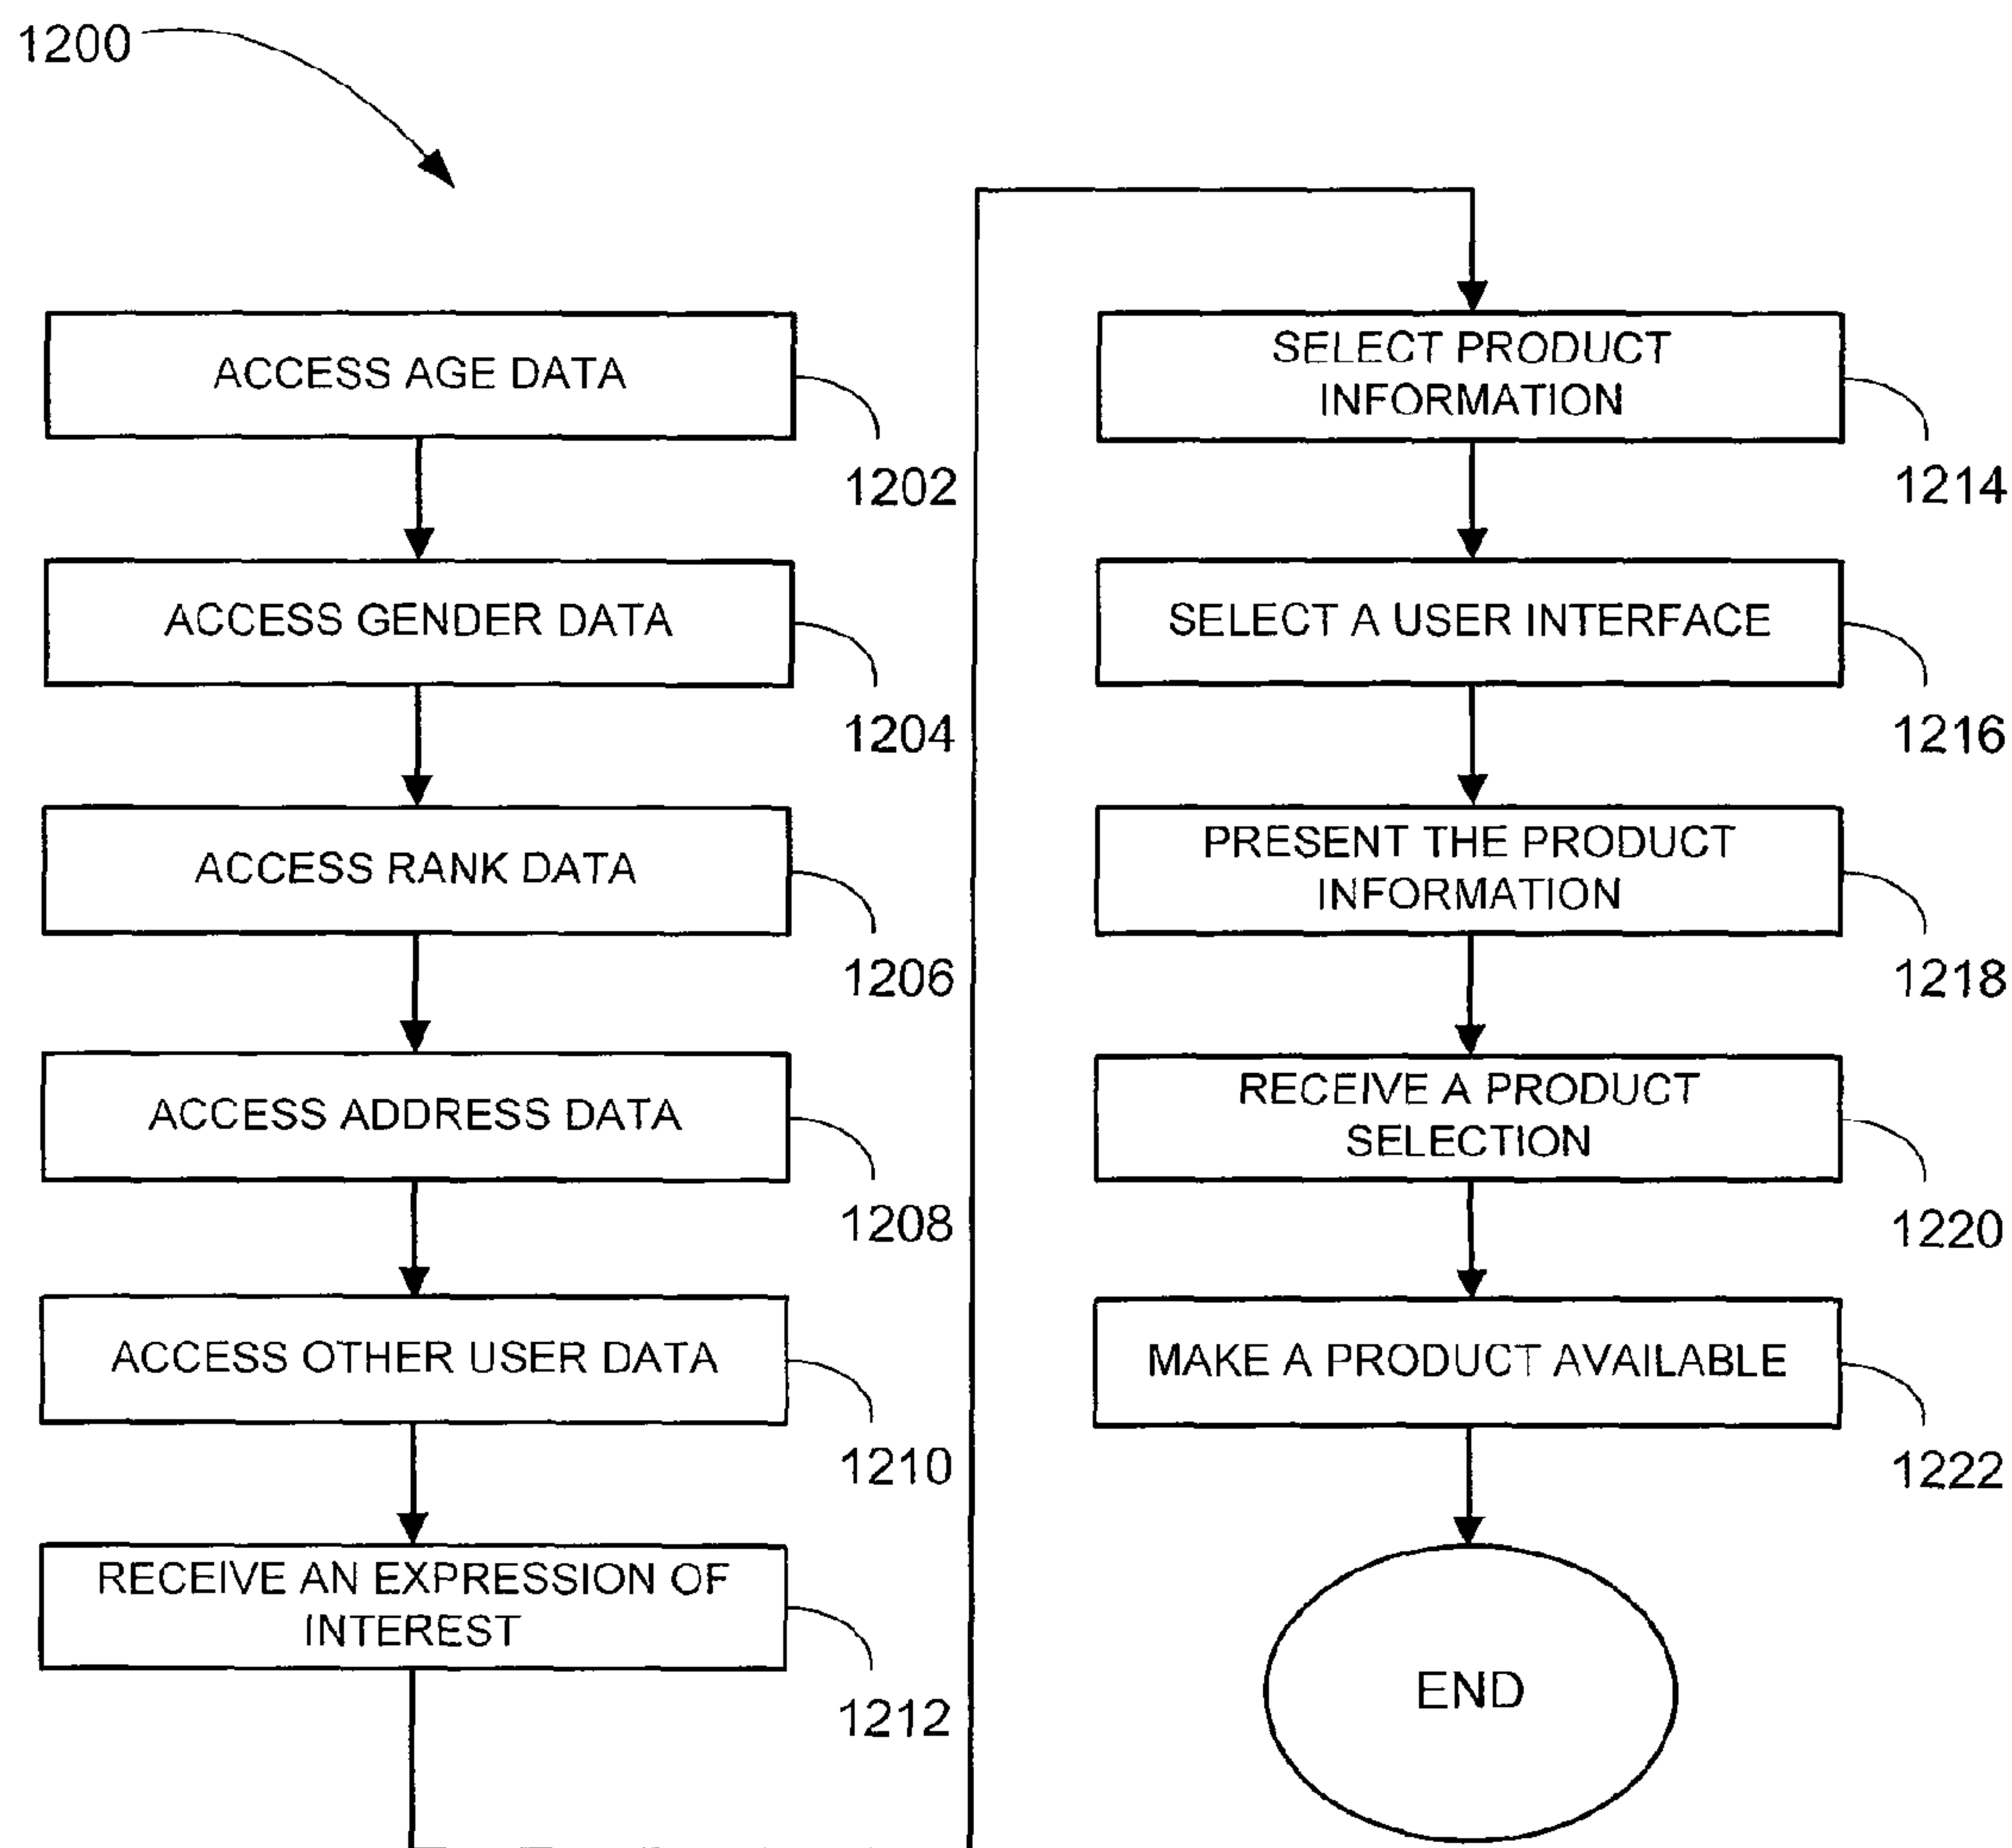 1200
ACCESS AGE DATA
1202
ACCESS GENDER DATA
1204
ACCESS RANK DATA
1206
ACCESS ADDRESS DATA
1208
ACCESS OTHER USER DATA
1210
RECEIVE AN EXPRESSION OF
INTEREST
1212
SELECT PRODUCT
INFORMATION
1214
SELECT A USER INTERFACE
1216
PRESENT THE PRODUCT
INFORMATION
1218
RECEIVE A PRODUCT
SELECTION
1220
MAKE A PRODUCT AVAILABLE
1222
END